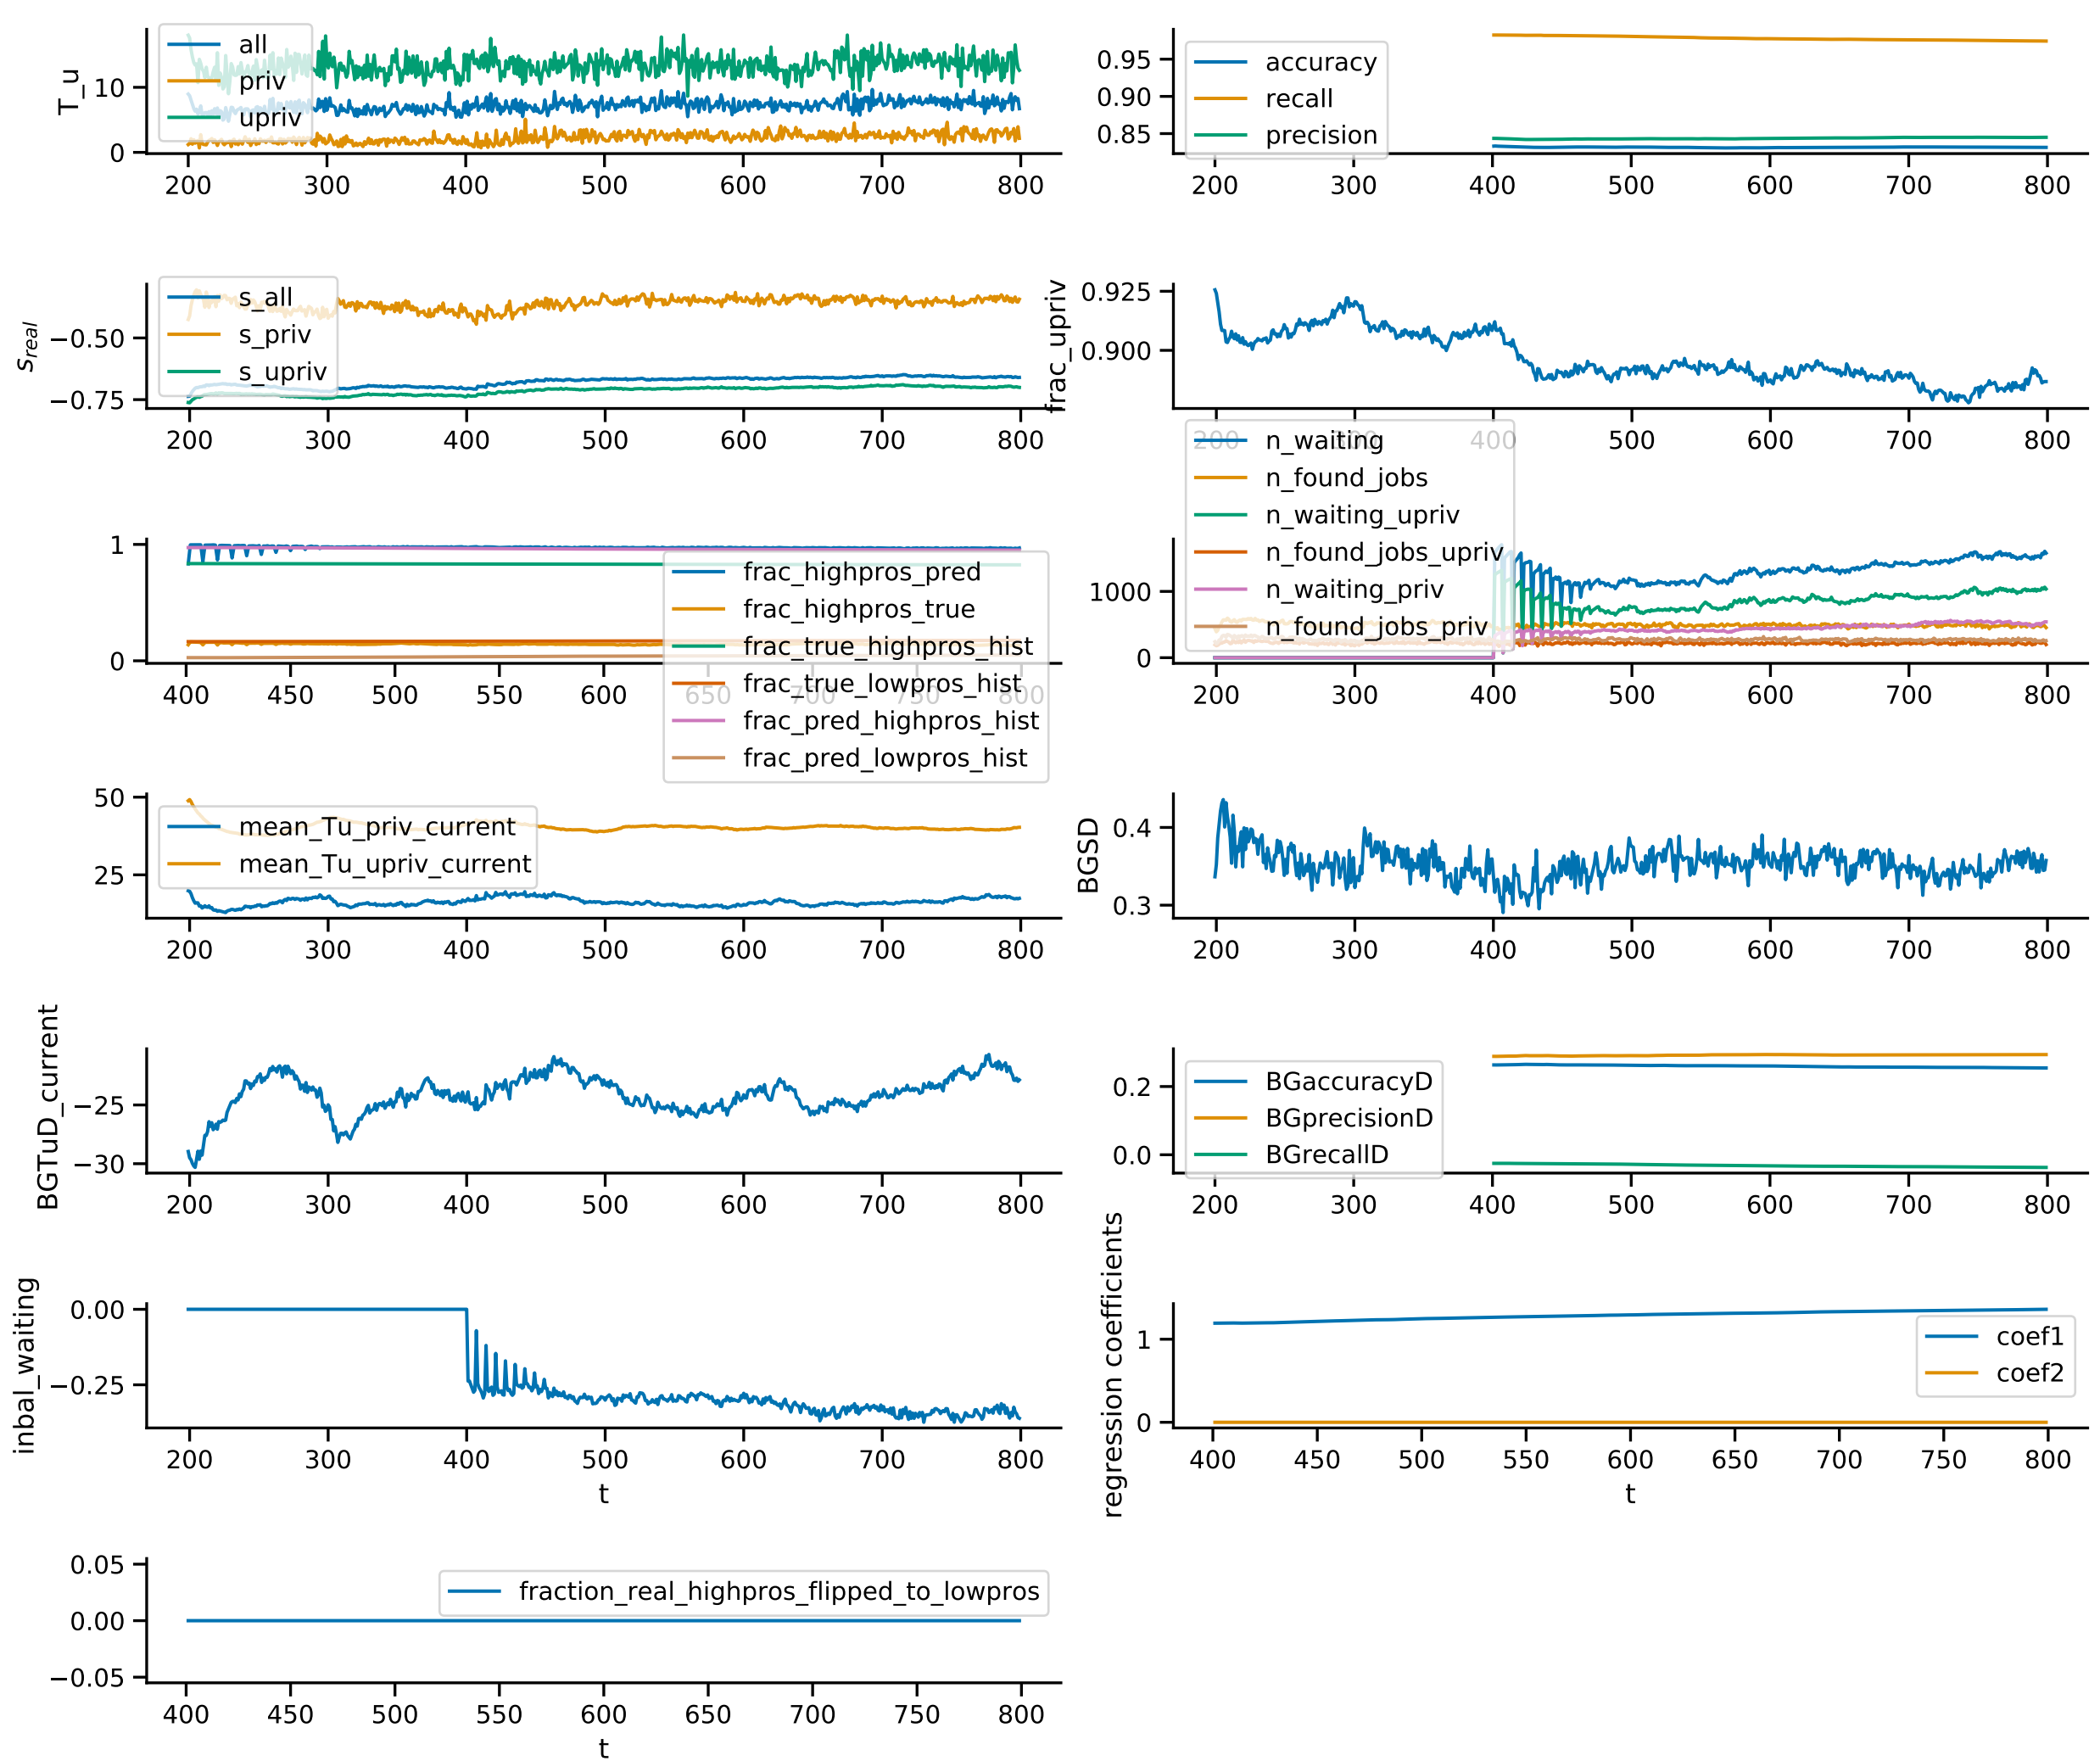 T_u
10
0
all
priv
upriv
200 300 400 500 600 700 800
0.95
0.90
0.85
accuracy
recall
precision
200 300 400 500 600 700 800
s_real
−0.50
−0.75
s_all
s_priv
s_upriv
200 300 400 500 600 700 800
frac_upriv
0.925
0.900
200 300 400 500 600 700 800
1
0
frac_highpros_pred
frac_highpros_true
frac_true_highpros_hist
frac_true_lowpros_hist
frac_pred_highpros_hist
frac_pred_lowpros_hist
400 450 500 550 600 650 700 750 800
1000
0
n_waiting
n_found_jobs
n_waiting_upriv
n_found_jobs_upriv
n_waiting_priv
n_found_jobs_priv
200 300 400 500 600 700 800
50
25
mean_Tu_priv_current
mean_Tu_upriv_current
200 300 400 500 600 700 800
BGSD
0.4
0.3
200 300 400 500 600 700 800
BGTuD_current
−25
−30
200 300 400 500 600 700 800
0.2
0.0
BGaccuracyD
BGprecisionD
BGrecallD
200 300 400 500 600 700 800
inbal_waiting
0.00
−0.25
200 300 400 500 600 700 800
t
regression coefficients
1
0
coef1
coef2
400 450 500 550 600 650 700 750 800
t
0.05
0.00
−0.05
fraction_real_highpros_flipped_to_lowpros
400 450 500 550 600 650 700 750 800
t